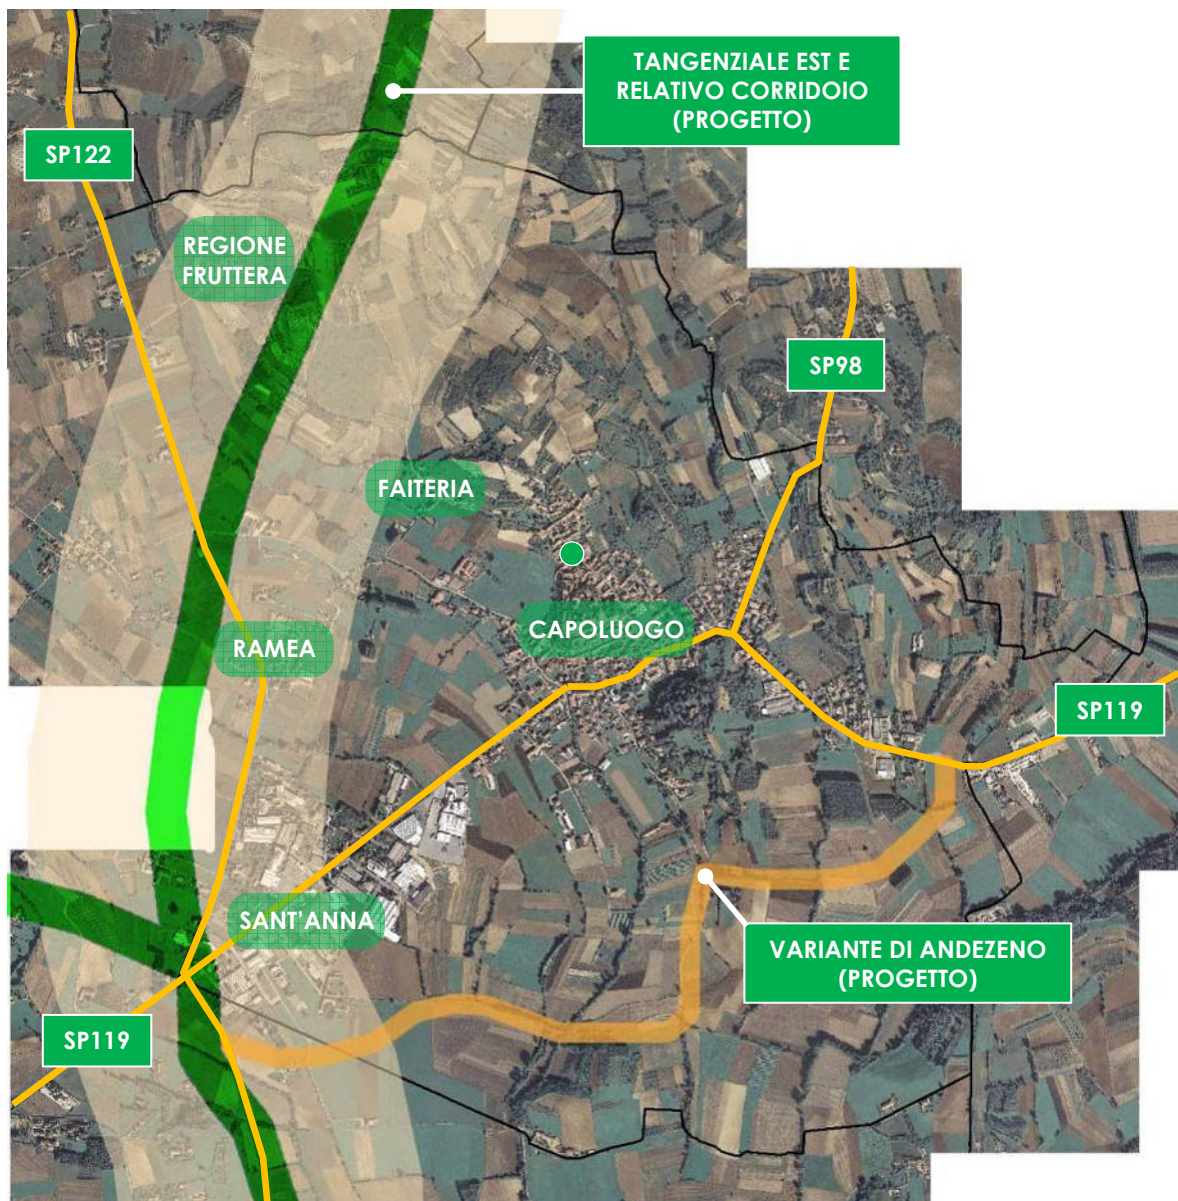 TANGENZIALE EST E
RELATIVO CORRIDOIO
(PROGETTO)
SP122
REGIONE
FRUTTERA
SP98
FAITERIA
CAPOLUOGO
RAMEA
SP119
SANT'ANNA
VARIANTE DI ANDEZENO
(PROGETTO)
SP119